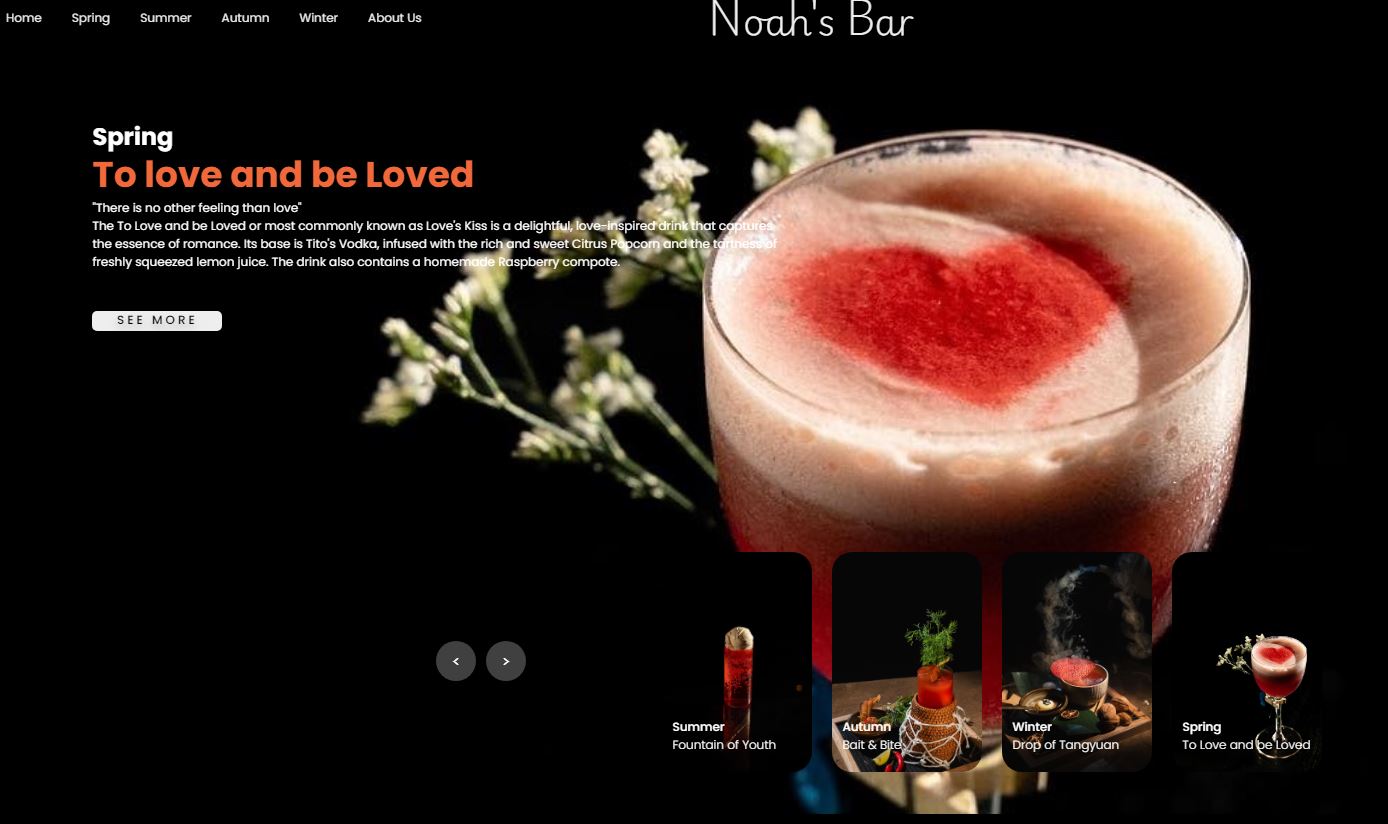 Home Spring Summer Autumn Winter About Us
Noah's Bar
Spring
To love and be Loved
"There is no other feeling than love"
The To Love and be Loved or most commonly known as Love's Kiss is a delightful, love-inspired drink that captures
the essence of romance. Its base is Tito's Vodka, infused with the rich and sweet Citrus Popcorn and the tartness of
freshly squeezed lemon juice. The drink also contains a homemade Raspberry compote.
SEE MORE
< >
Summer
Fountain of Youth
Autumn
Bait & Bite
Winter
Drop of Tangyuan
Spring
To Love and be Loved